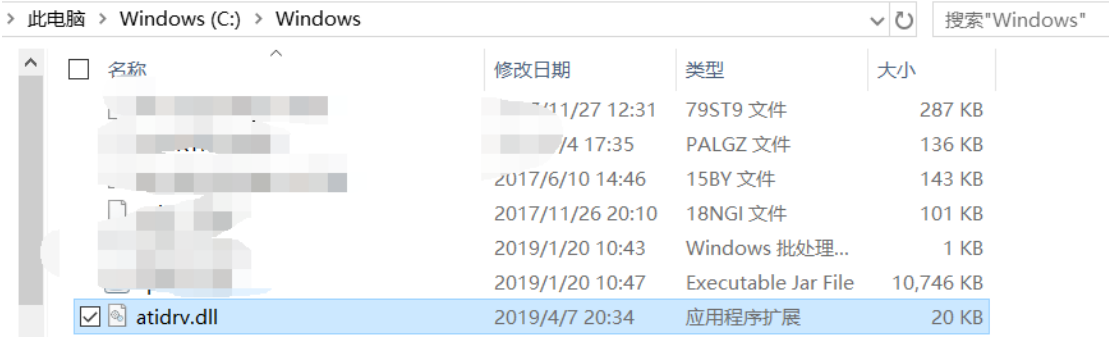 此电脑 > Windows (C:) > Windows
搜索"Windows"
名称 修改日期 类型 大小
/11/27 12:31 79ST9 文件 287 KB
/4 17:35 PALGZ 文件 136 KB
2017/6/10 14:46 15BY 文件 143 KB
2017/11/26 20:10 18NGI 文件 101 KB
2019/1/20 10:43 Windows 批处理... 1 KB
2019/1/20 10:47 Executable Jar File 10,746 KB
atidrv.dll 2019/4/7 20:34 应用程序扩展 20 KB